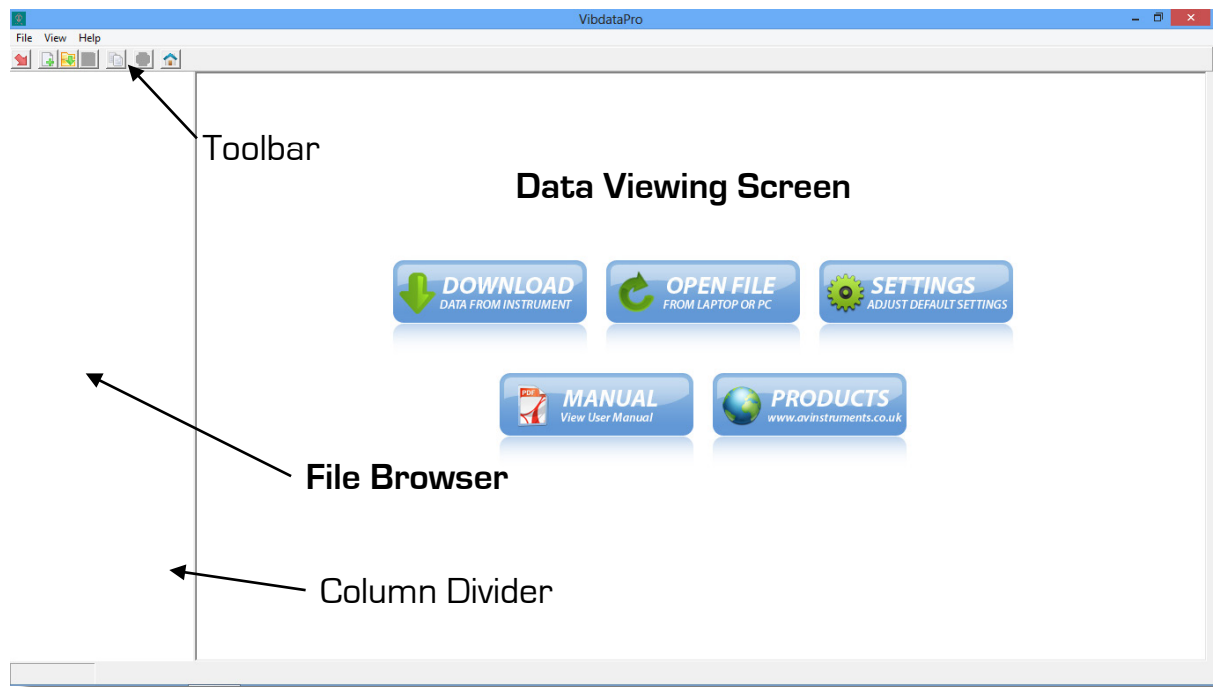 VibdataPro
File View Help
Toolbar
Data Viewing Screen
DOWNLOAD
DATA FROM INSTRUMENT
OPEN FILE
FROM LAPTOP OR PC
SETTINGS
ADJUST DEFAULT SETTINGS
PDF
MANUAL
View User Manual
PRODUCTS
www.avinstruments.co.uk
File Browser
Column Divider